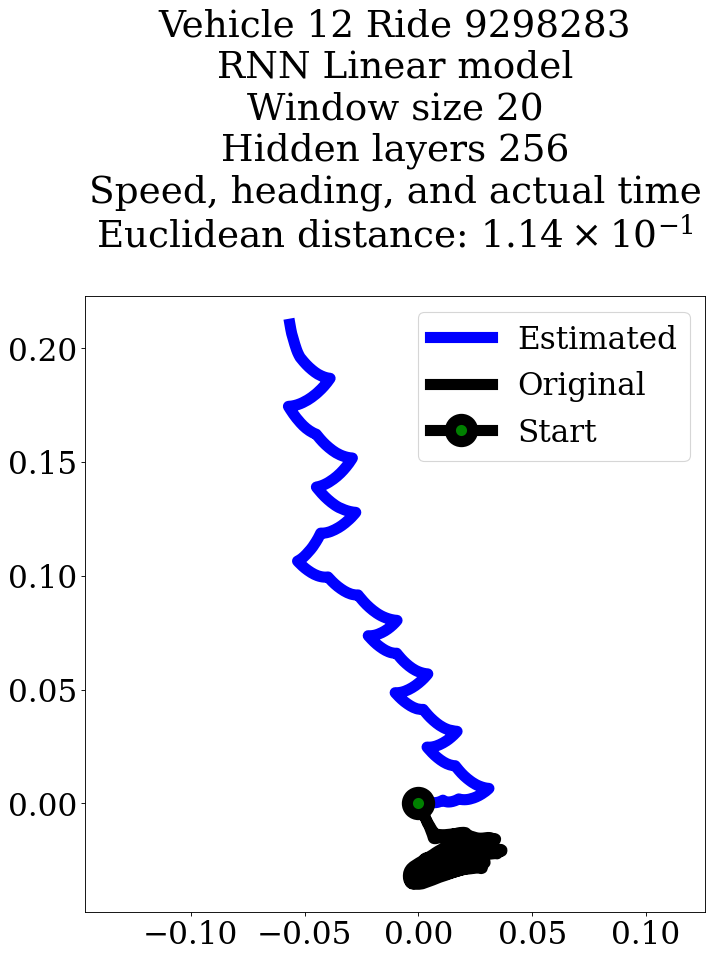 Vehicle 12 Ride 9298283
RNN Linear model
Window size 20
Hidden layers 256
Speed, heading, and actual time
Euclidean distance: 1.14 × 10⁻¹
Estimated
Original
Start
0.20
0.15
0.10
0.05
0.00
−0.10 −0.05 0.00 0.05 0.10